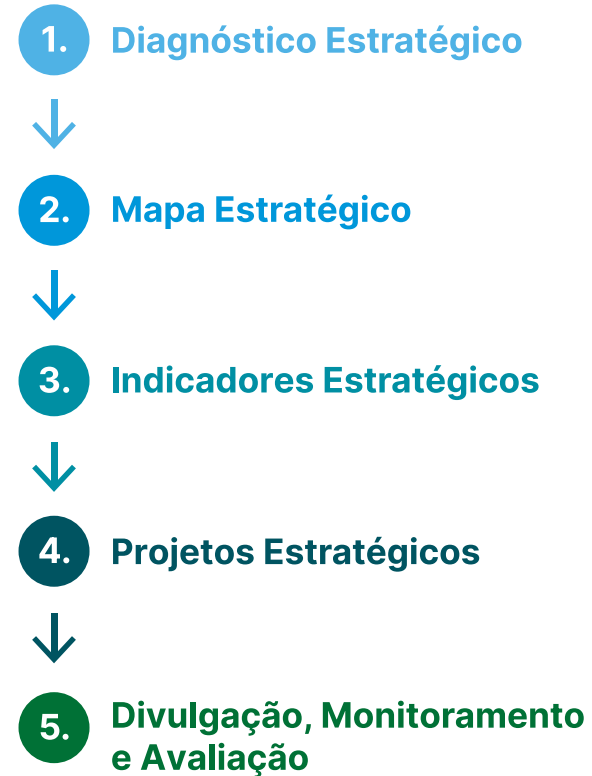 1. Diagnóstico Estratégico
2. Mapa Estratégico
3. Indicadores Estratégicos
4. Projetos Estratégicos
5. Divulgação, Monitoramento
e Avaliação